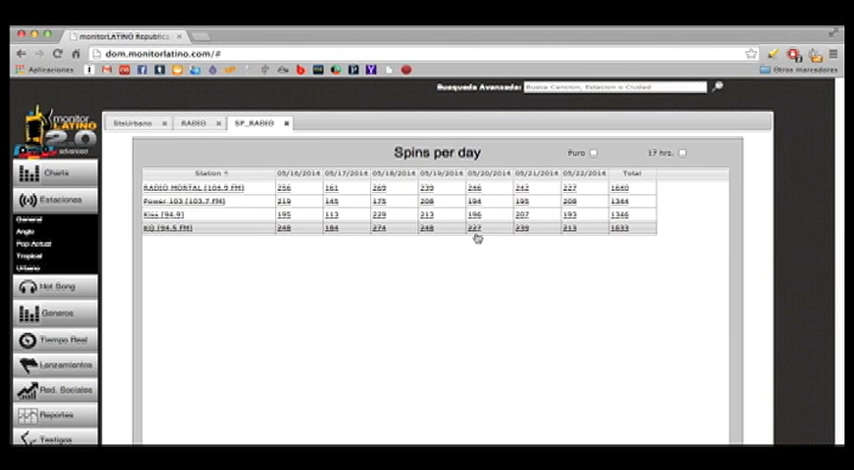 monitorLATINO Republic
dom.monitorlatino.com/#
Aplicaciones
Otros marcadores
Busqueda Avanzada: Busca Cancion, Estacion o Ciudad
monitor
LATINO
2.0
advanced
StsUrbano RADIO SP_RADIO
Spins per day
Puro
17 hrs.
Station 05/16/2014 05/17/2014 05/18/2014 05/19/2014 05/20/2014 05/21/2014 05/22/2014 Total
RADIO MORTAL [104.9 FM] 256 161 269 239 246 242 227 1640
Power 103 [103.7 FM] 219 145 175 208 194 195 208 1344
Kiss [94.9] 195 113 229 213 196 207 193 1346
KQ [94.5 FM] 248 184 274 248 227 239 213 1633
Charts
Estaciones
General
Anglo
Pop Actual
Tropical
Urbano
Hot Song
Generos
Tiempo Real
Lanzamientos
Red. Sociales
Reportes
Testigos